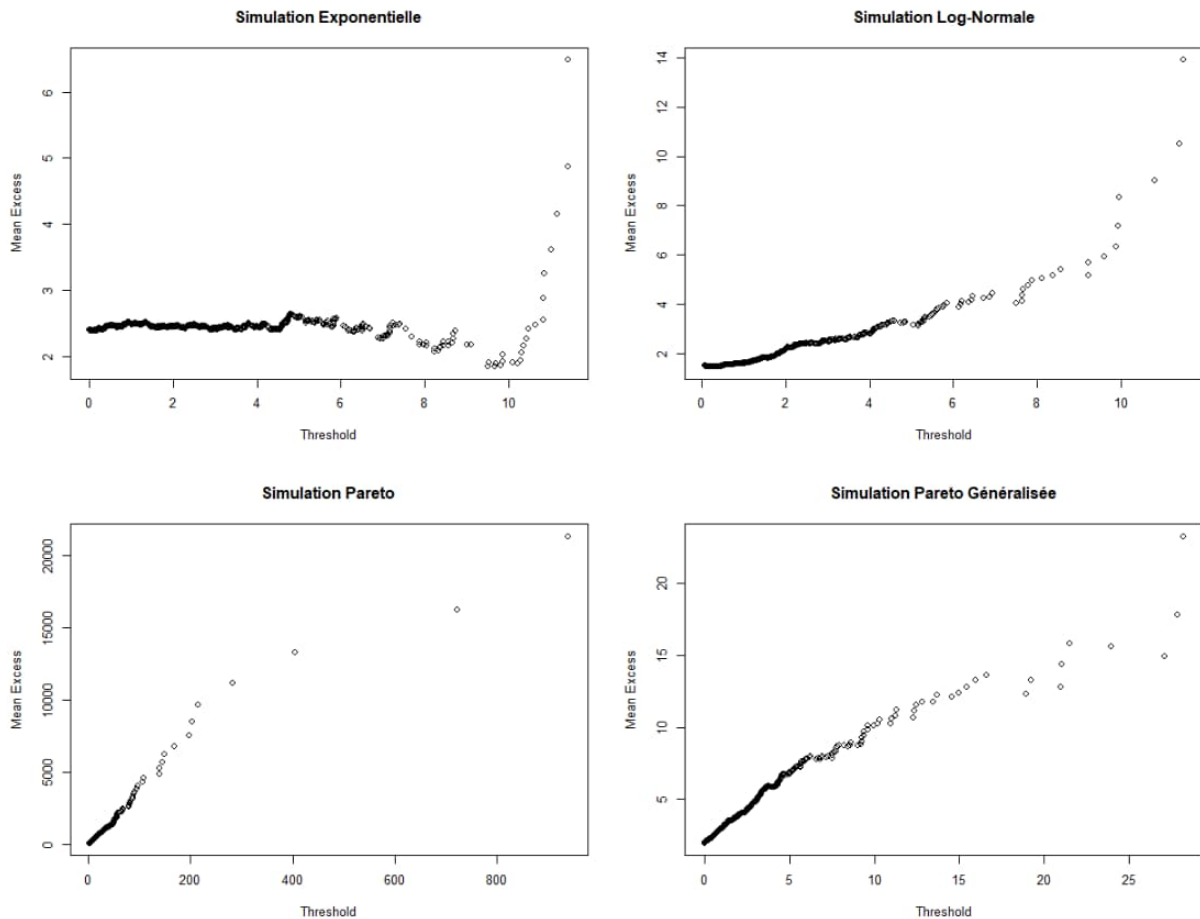 Simulation Exponentielle
Mean Excess
6
5
4
3
2
0 2 4 6 8 10
Threshold
Simulation Log-Normale
Mean Excess
14
12
10
8
6
4
2
0 2 4 6 8 10
Threshold
Simulation Pareto
Mean Excess
20000
15000
10000
5000
0
0 200 400 600 800
Threshold
Simulation Pareto Généralisée
Mean Excess
20
15
10
5
0 5 10 15 20 25
Threshold